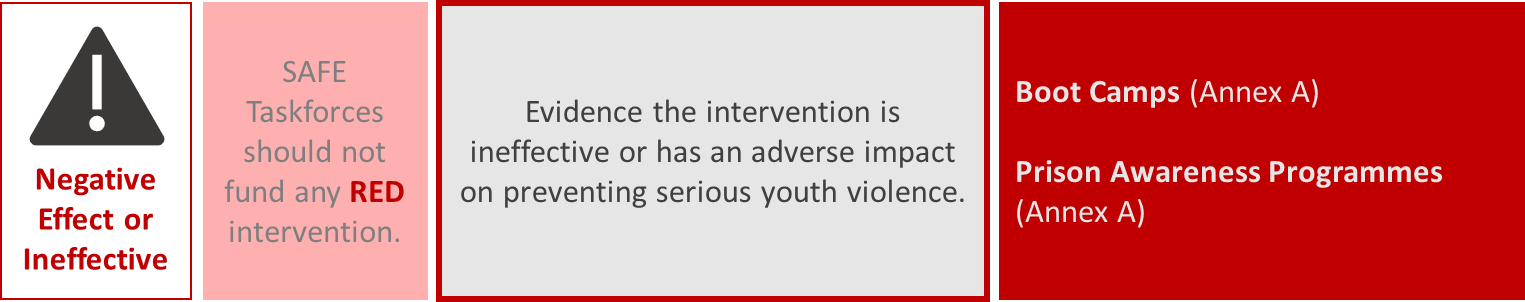 Negative
Effect or
Ineffective
SAFE
Taskforces
should not
fund any RED
intervention.
Evidence the intervention is
ineffective or has an adverse impact
on preventing serious youth violence.
Boot Camps (Annex A)
Prison Awareness Programmes
(Annex A)